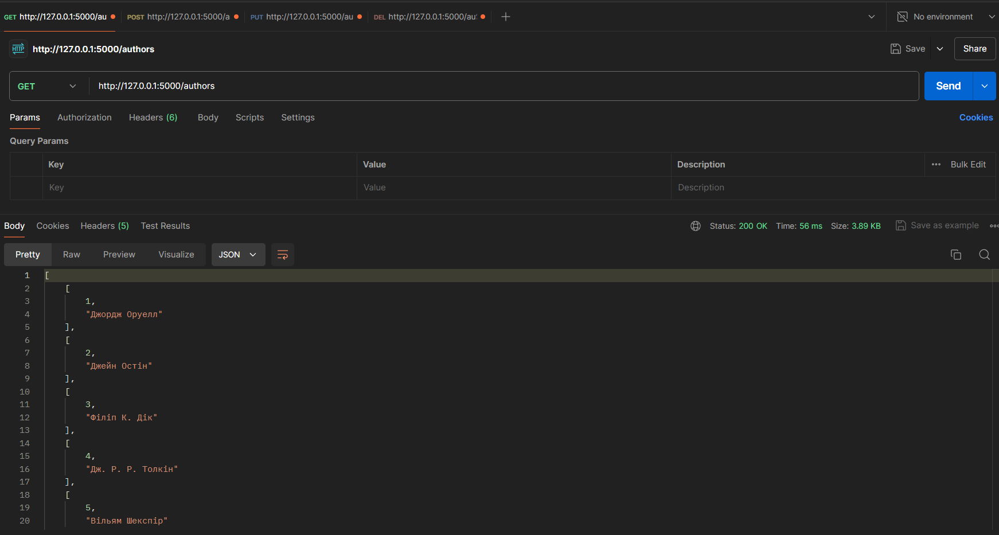 GET http://127.0.0.1:5000/au POST http://127.0.0.1:5000/a PUT http://127.0.0.1:5000/au DEL http://127.0.0.1:5000/au No environment
HTTP http://127.0.0.1:5000/authors Save Share
GET http://127.0.0.1:5000/authors Send
Params Authorization Headers (6) Body Scripts Settings Cookies
Query Params
Key Value Description Bulk Edit
Key Value Description
Body Cookies Headers (5) Test Results Status: 200 OK Time: 56 ms Size: 3.89 KB Save as example
Pretty Raw Preview Visualize JSON
1 [
2 [
3 1,
4 "Джордж Оруелл"
5 ],
6 [
7 2,
8 "Джейн Остін"
9 ],
10 [
11 3,
12 "Філіп К. Дік"
13 ],
14 [
15 4,
16 "Дж. Р. Р. Толкін"
17 ],
18 [
19 5,
20 "Вільям Шекспір"